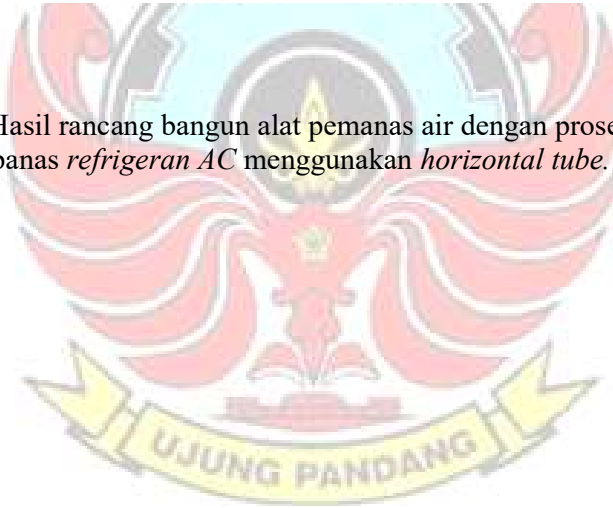 Hasil rancang bangun alat pemanas air dengan prose
panas refrigeran AC menggunakan horizontal tube.
UJUNG PANDANG